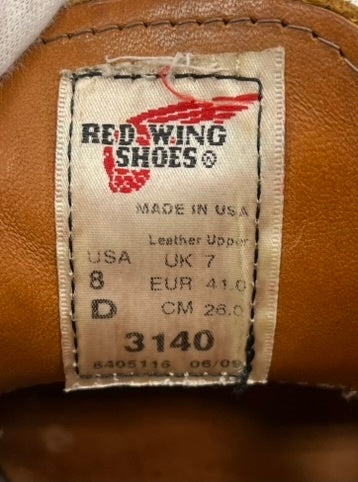 RED WING
SHOES®
MADE IN USA
Leather Upper
USA UK 7
8 EUR 41.0
D CM 26.0
3140
8405116 06/09